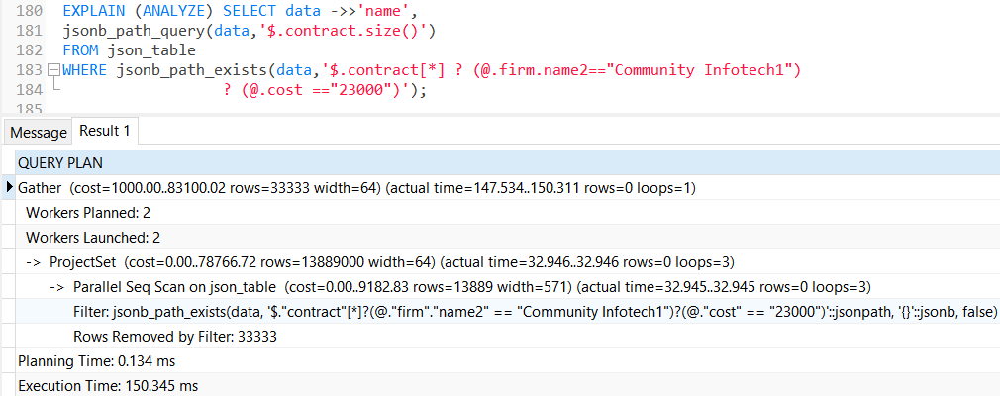 180 EXPLAIN (ANALYZE) SELECT data ->>'name',
181 jsonb_path_query(data,'$.contract.size()')
182 FROM json_table
183 WHERE jsonb_path_exists(data,'$.contract[*] ? (@.firm.name2=="Community Infotech1")
184 ? (@.cost =="23000")');
185
Message Result 1
QUERY PLAN
Gather (cost=1000.00..83100.02 rows=33333 width=64) (actual time=147.534..150.311 rows=0 loops=1)
Workers Planned: 2
Workers Launched: 2
-> ProjectSet (cost=0.00..78766.72 rows=13889000 width=64) (actual time=32.946..32.946 rows=0 loops=3)
-> Parallel Seq Scan on json_table (cost=0.00..9182.83 rows=13889 width=571) (actual time=32.945..32.945 rows=0 loops=3)
Filter: jsonb_path_exists(data, '$."contract"[*]?(@."firm"."name2" == "Community Infotech1")?(@."cost" == "23000")'::jsonpath, '{}'::jsonb, false)
Rows Removed by Filter: 33333
Planning Time: 0.134 ms
Execution Time: 150.345 ms